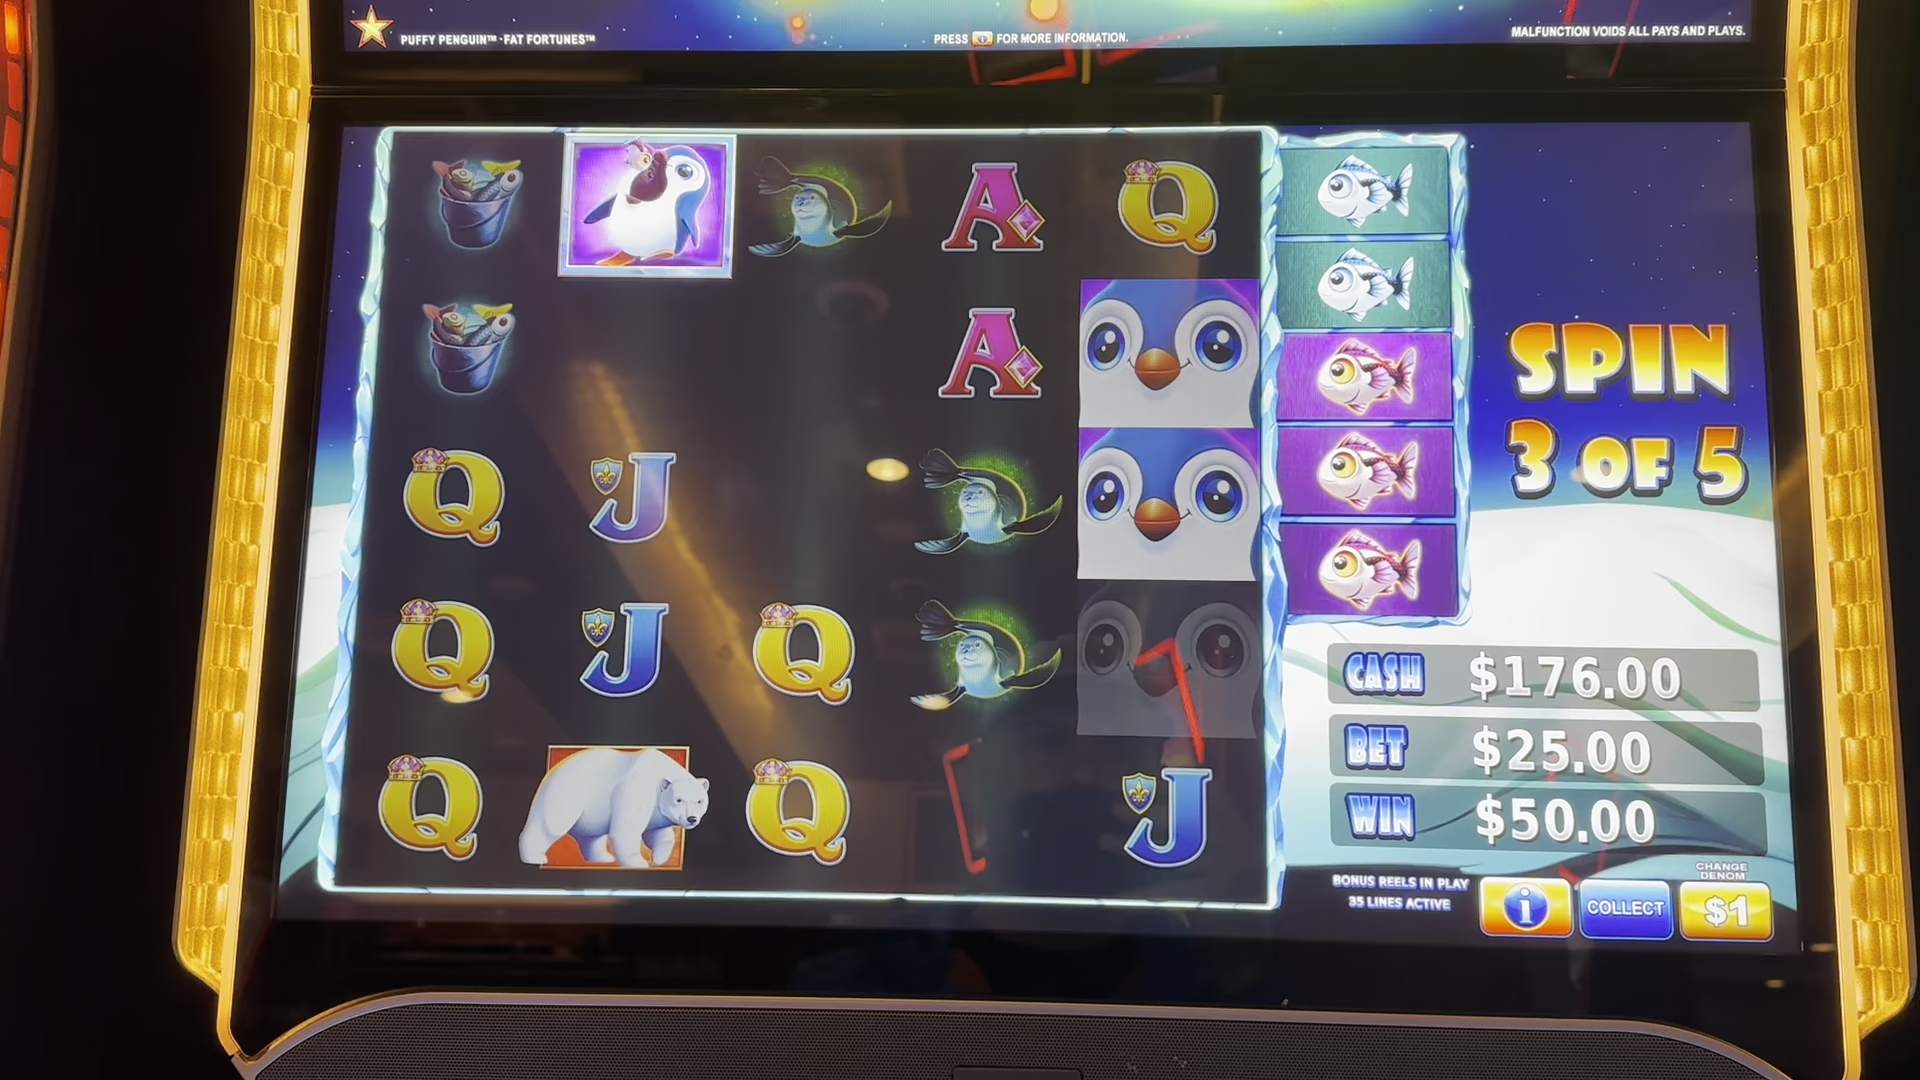 PUFFY PENGUIN™ · FAT FORTUNES™
PRESS i FOR MORE INFORMATION.
MALFUNCTION VOIDS ALL PAYS AND PLAYS.
A Q
A
Q J
Q J Q
Q Q J
SPIN
3 OF 5
CASH $176.00
BET $25.00
WIN $50.00
BONUS REELS IN PLAY
35 LINES ACTIVE
i
COLLECT
CHANGE
DENOM
$1